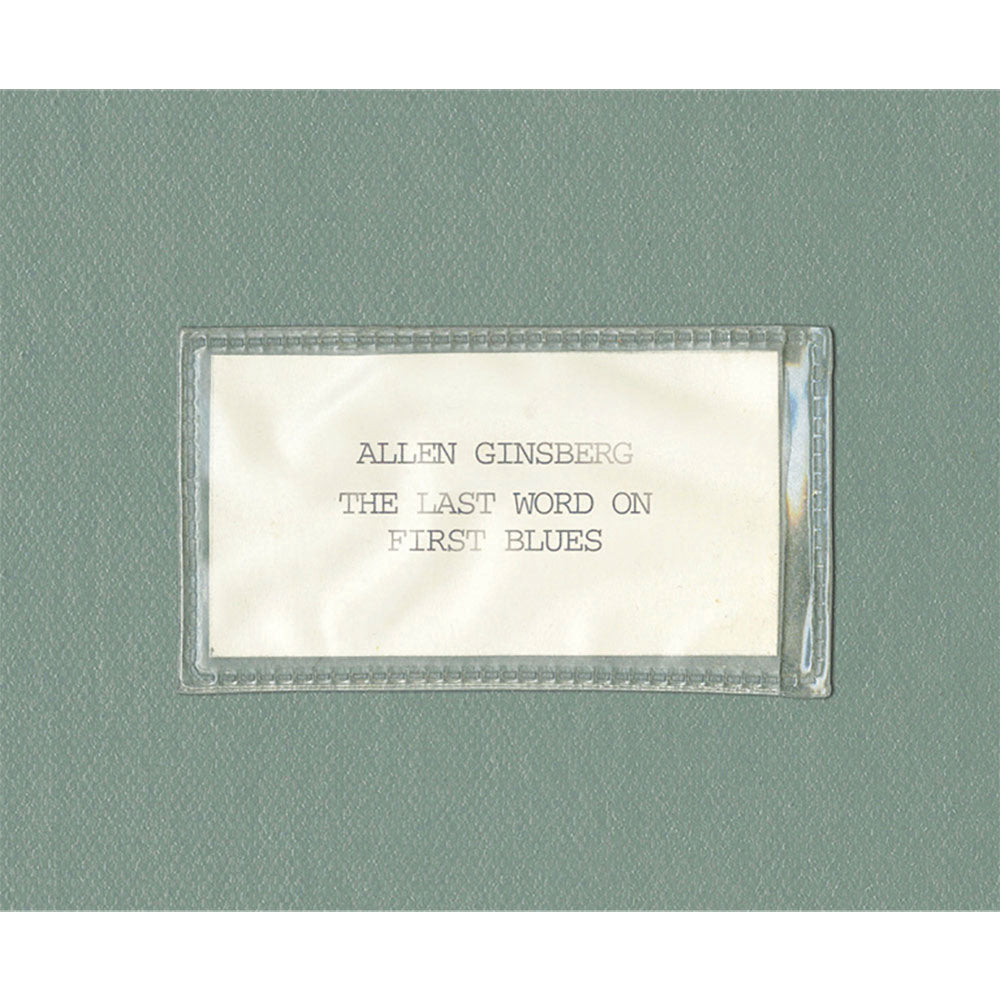 ALLEN GINSBERG
THE LAST WORD ON
FIRST BLUES